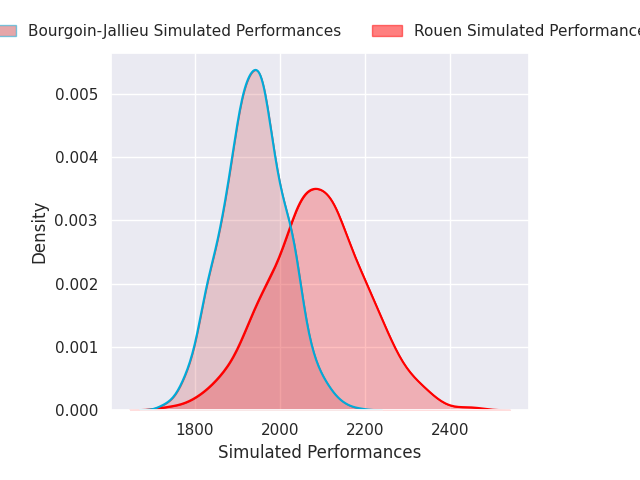 Bourgoin-Jallieu Simulated Performances
Rouen Simulated Performance
0.005
0.004
0.003
0.002
0.001
0.000
Density
1800 2000 2200 2400
Simulated Performances